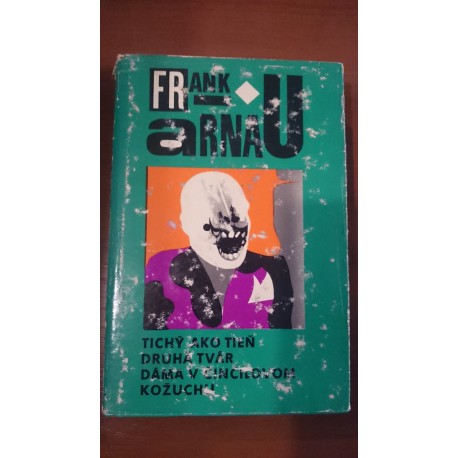 FRANK
ARNAU
TICHÝ AKO TIEŇ
DRUHÁ TVÁR
DÁMA V ČINČILOVOM
KOŽUCHU